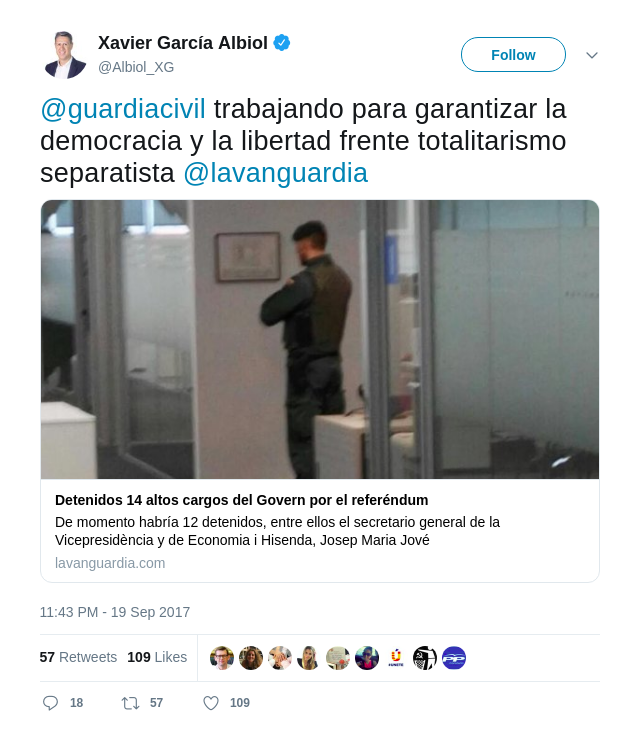 Xavier García Albiol
@Albiol_XG
Follow
@guardiacivil trabajando para garantizar la
democracia y la libertad frente totalitarismo
separatista @lavanguardia
Detenidos 14 altos cargos del Govern por el referéndum
De momento habría 12 detenidos, entre ellos el secretario general de la
Vicepresidència y de Economia i Hisenda, Josep Maria Jové
lavanguardia.com
11:43 PM - 19 Sep 2017
57 Retweets 109 Likes
18 57 109